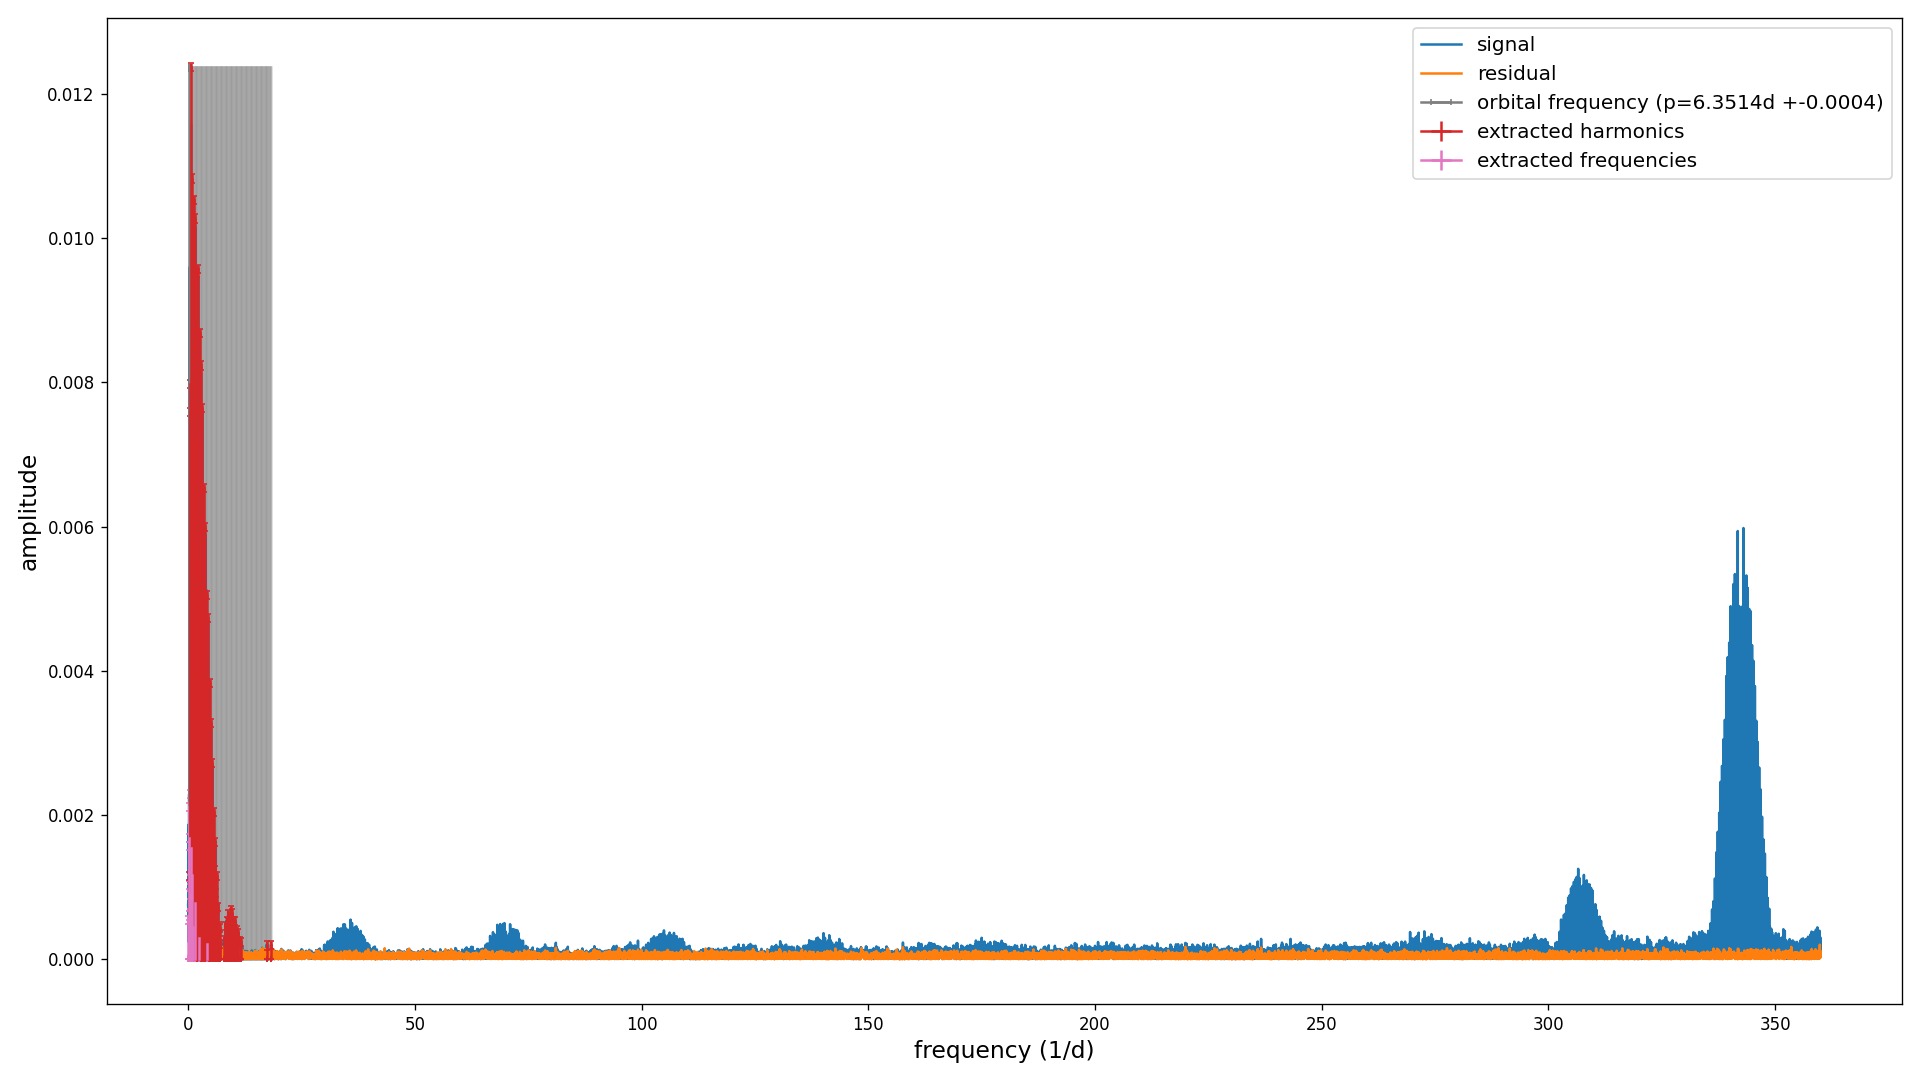 signal
residual
orbital frequency (p=6.3514d +-0.0004)
extracted harmonics
extracted frequencies
0.012
0.010
0.008
0.006
0.004
0.002
0.000
amplitude
0 50 100 150 200 250 300 350
frequency (1/d)